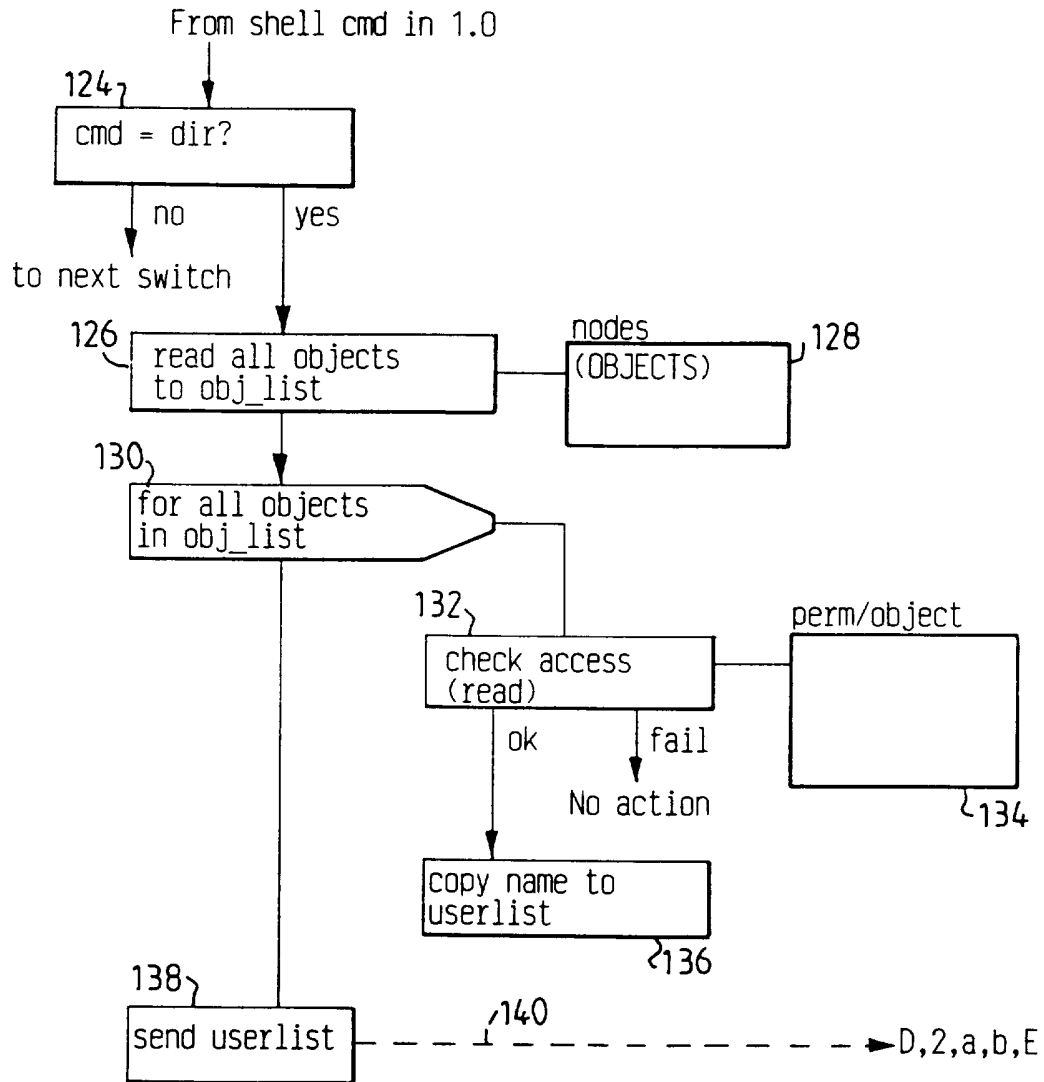 From shell cmd in 1.0
124
cmd = dir?
no
yes
to next switch
126
read all objects
to obj_list
nodes
(OBJECTS)
128
130
for all objects
in obj_list
132
check access
(read)
perm/object
134
ok
fail
No action
copy name to
userlist
136
138
send userlist
140
D,2,a,b,E